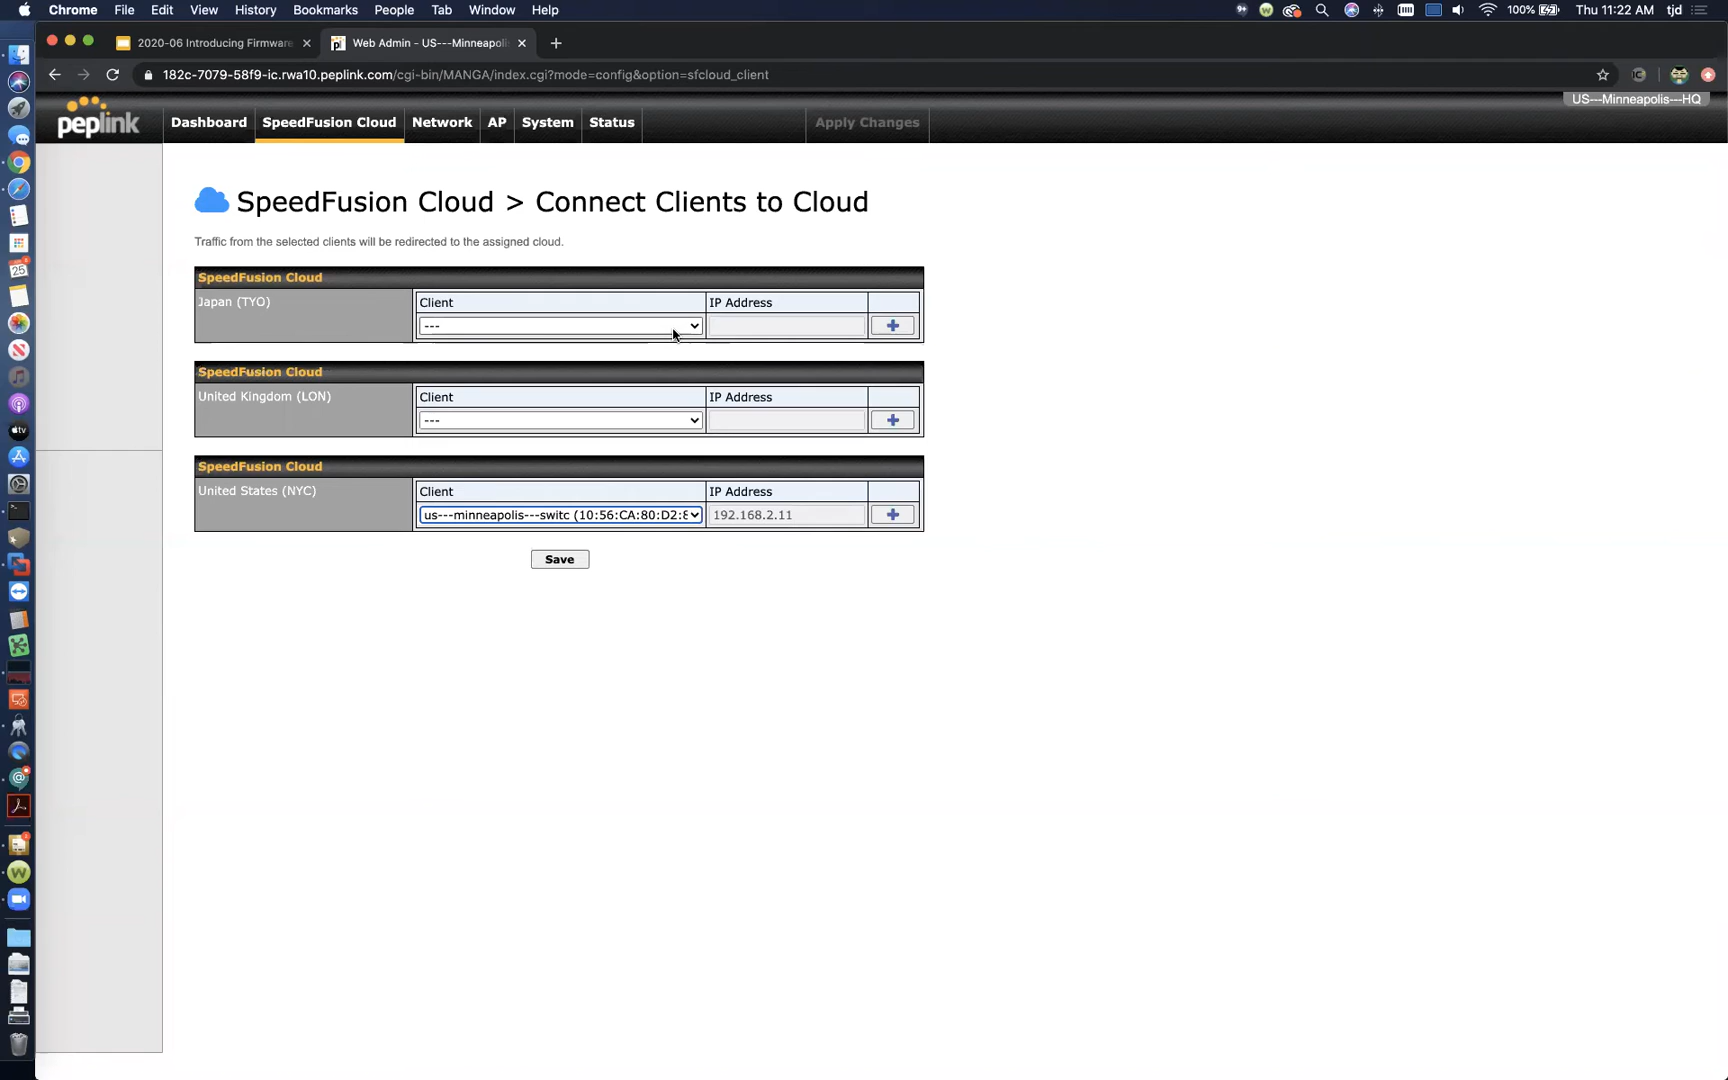 Chrome File Edit View History Bookmarks People Tab Window Help
9+ 100% Thu 11:22 AM tjd
2020-06 Introducing Firmware
Web Admin - US---Minneapolis
182c-7079-58f9-ic.rwa10.peplink.com/cgi-bin/MANGA/index.cgi?mode=config&option=sfcloud_client
US---Minneapolis---HQ
peplink
Dashboard SpeedFusion Cloud Network AP System Status Apply Changes
SpeedFusion Cloud > Connect Clients to Cloud
Traffic from the selected clients will be redirected to the assigned cloud.
SpeedFusion Cloud
Japan (TYO) Client IP Address
---
SpeedFusion Cloud
United Kingdom (LON) Client IP Address
---
SpeedFusion Cloud
United States (NYC) Client IP Address
us---minneapolis---switc (10:56:CA:80:D2:8 192.168.2.11
Save
25
tv